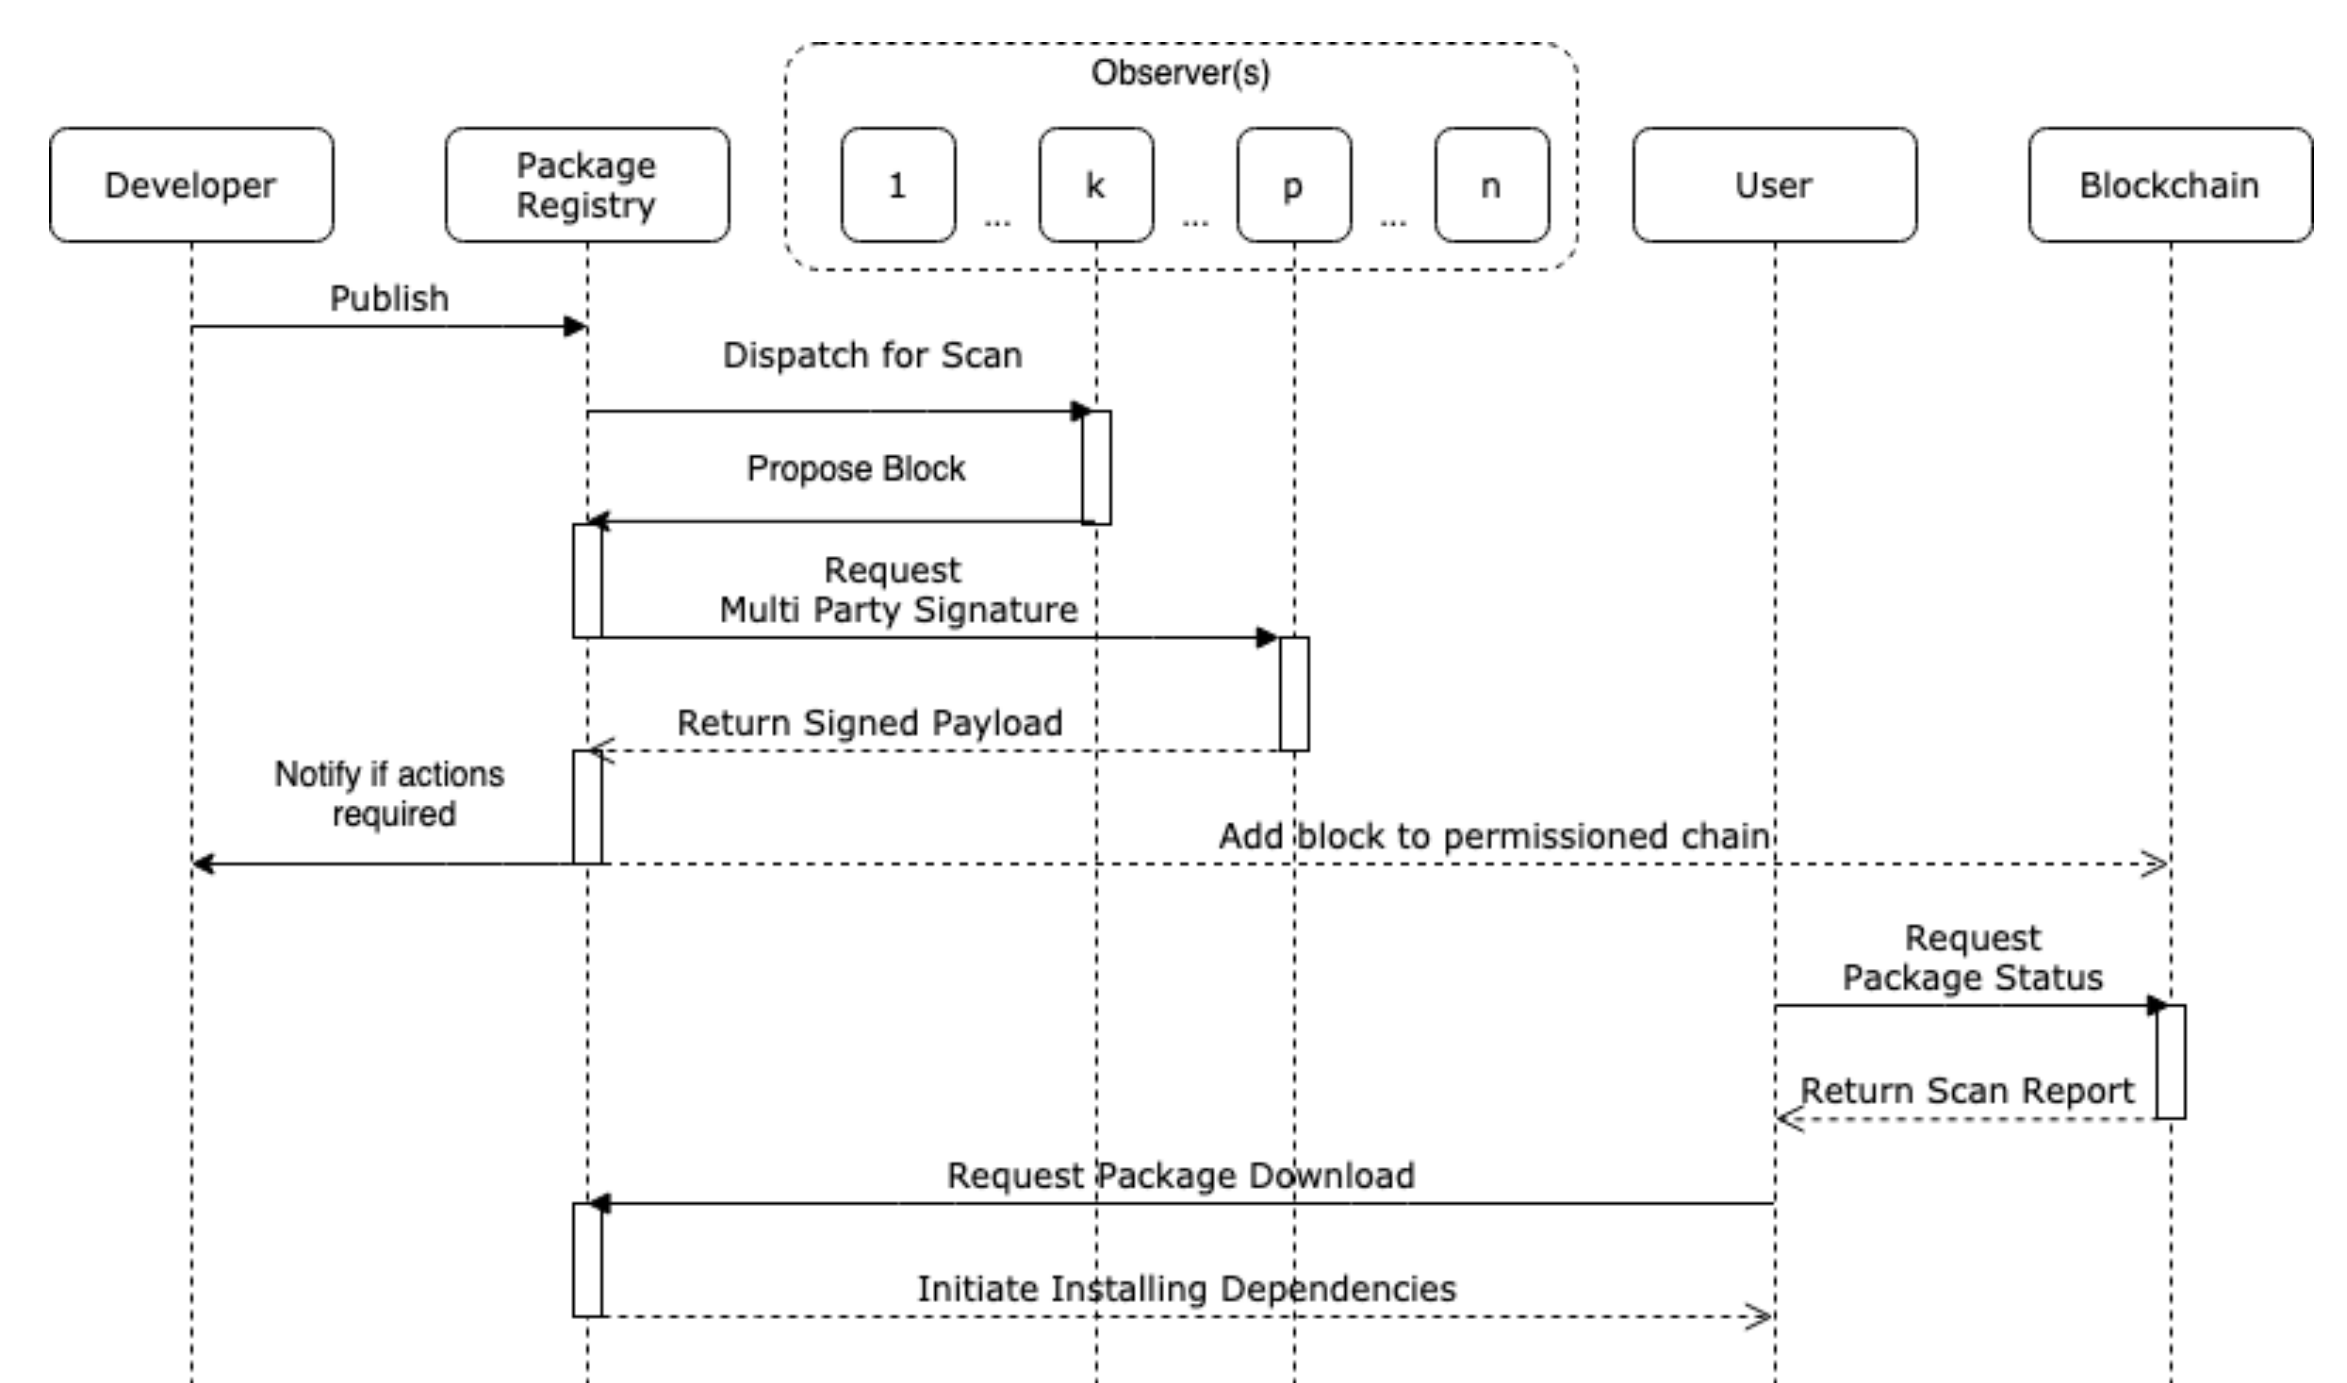 Observer(s)
Developer
Package
Registry
1
...
k
...
p
...
n
User
Blockchain
Publish
Dispatch for Scan
Propose Block
Request
Multi Party Signature
Return Signed Payload
Notify if actions
required
Add block to permissioned chain
Request
Package Status
Return Scan Report
Request Package Download
Initiate Installing Dependencies